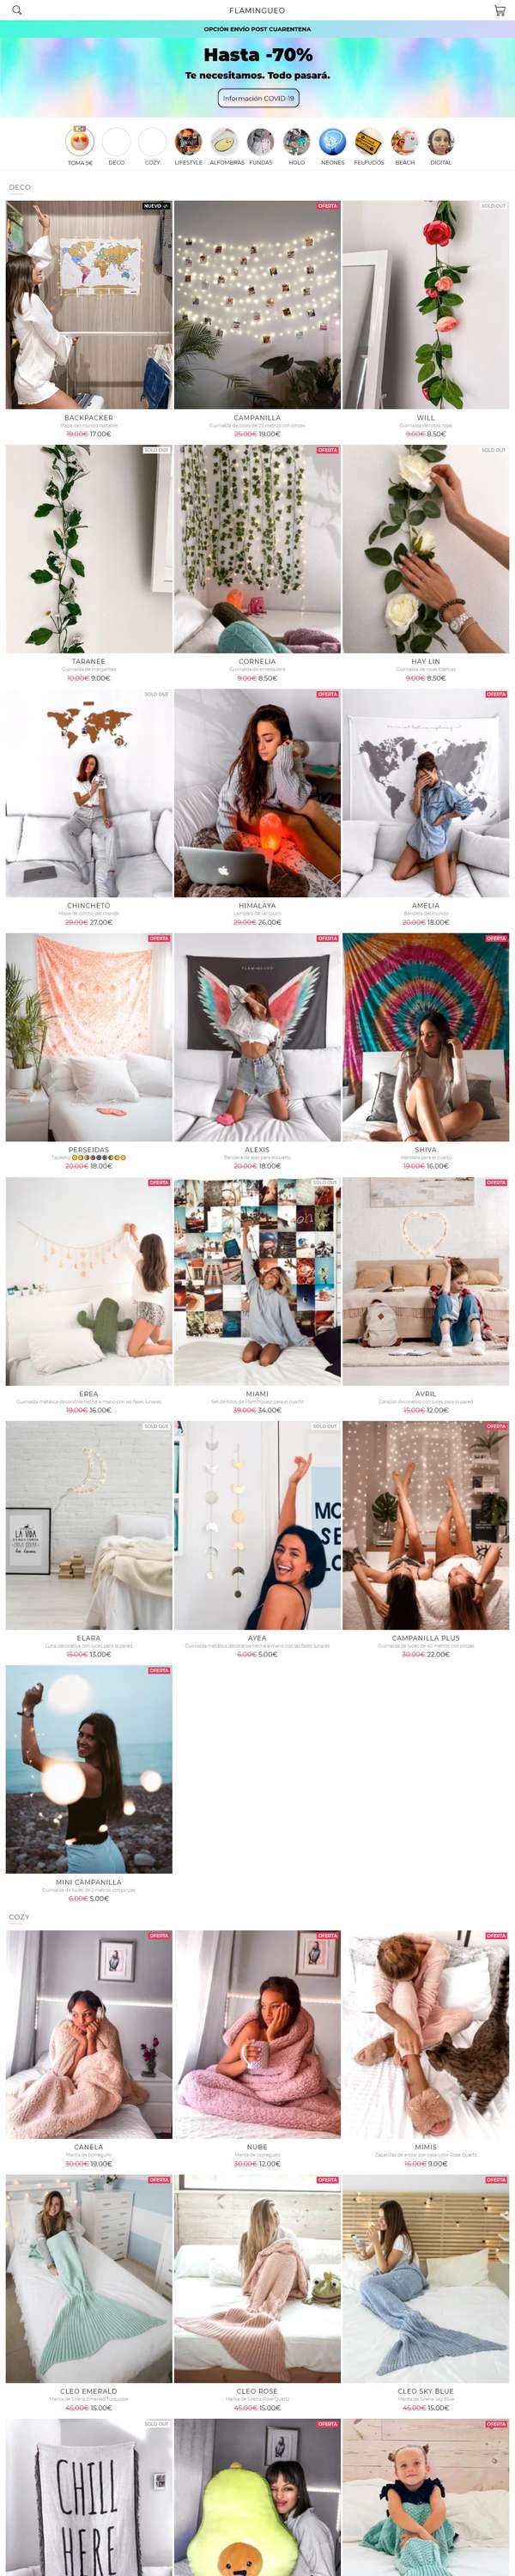 FLAMINGUEO
OPCIÓN ENVÍO POST CUARENTENA
Hasta -70%
Te necesitamos. Todo pasará.
Información COVID-19
TOMA 5€ DECO COZY LIFESTYLE ALFOMBRAS FUNDAS HOLO NEONES FELPUDOS BEACH DIGITAL
DECO
NUEVO OFERTA SOLD OUT
BACKPACKER CAMPANILLA WILL
Mapa del mundo rascable Guirnalda de luces de 20 metros con pinzas Guirnalda de rosas rojas
19.00€ 17.00€ 25.00€ 19.00€ 9.00€ 8.50€
SOLD OUT OFERTA SOLD OUT
TARANEE CORNELIA HAY LIN
Guirnalda de margaritas Guirnalda de enredadera Guirnalda de rosas blancas
10.00€ 9.00€ 9.00€ 8.50€ 9.00€ 8.50€
SOLD OUT OFERTA OFERTA
CHINCHETO HIMALAYA AMELIA
Mapa de corcho del mundo Lámpara de sal Bandera del mundo
29.00€ 27.00€ 29.00€ 26.00€ 20.00€ 18.00€
OFERTA OFERTA OFERTA
FLAMINGUEO
PERSEIDAS ALEXIS SHIVA
Bandera de alas para el cuarto Mandala para el cuarto
20.00€ 18.00€ 20.00€ 18.00€ 19.00€ 16.00€
OFERTA SOLD OUT OFERTA
EREA MIAMI AVRIL
Guirnalda metálica decorativa hecha a mano con las fases lunares Set de fotos de Flamingueo para el cuarto Corazón decorativo con luces para la pared
19.00€ 16.00€ 39.00€ 34.00€ 15.00€ 12.00€
SOLD OUT SOLD OUT OFERTA
LA VIDA
ELARA AYEA CAMPANILLA PLUS
Luna decorativa con luces para la pared Guirnalda metálica decorativa hecha a mano con las fases lunares Guirnalda de luces de 40 metros con pinzas
15.00€ 13.00€ 6.00€ 5.00€ 30.00€ 22.00€
OFERTA
MINI CAMPANILLA
Guirnalda de luces de 2 metros con pinzas
6.00€ 5.00€
COZY
OFERTA OFERTA OFERTA
CANELA NUBE MIMIS
Manta de borreguito Manta de borreguito Zapatillas de andar por casa color Rose Quartz
30.00€ 19.00€ 30.00€ 12.00€ 16.00€ 9.00€
OFERTA OFERTA OFERTA
CLEO EMERALD CLEO ROSE CLEO SKY BLUE
Manta de Sirena Emerald Turquoise Manta de Sirena Rose Quartz Manta de Sirena Sky Blue
45.00€ 15.00€ 45.00€ 15.00€ 45.00€ 15.00€
SOLD OUT OFERTA OFERTA
CHILL
HERE